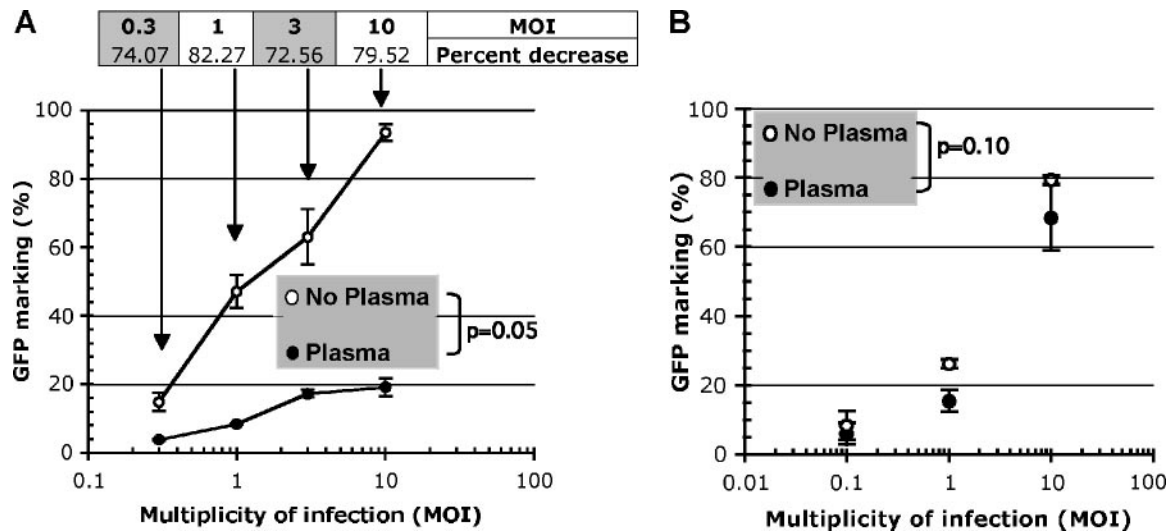 A
0.3 1 3 10 MOI
74.07 82.27 72.56 79.52 Percent decrease
100
80
60
40
20
0
GFP marking (%)
No Plasma
Plasma
p=0.05
0.1 1 10 100
Multiplicity of infection (MOI)
B
100
80
60
40
20
0
GFP marking (%)
No Plasma
Plasma
p=0.10
0.01 0.1 1 10 100
Multiplicity of infection (MOI)